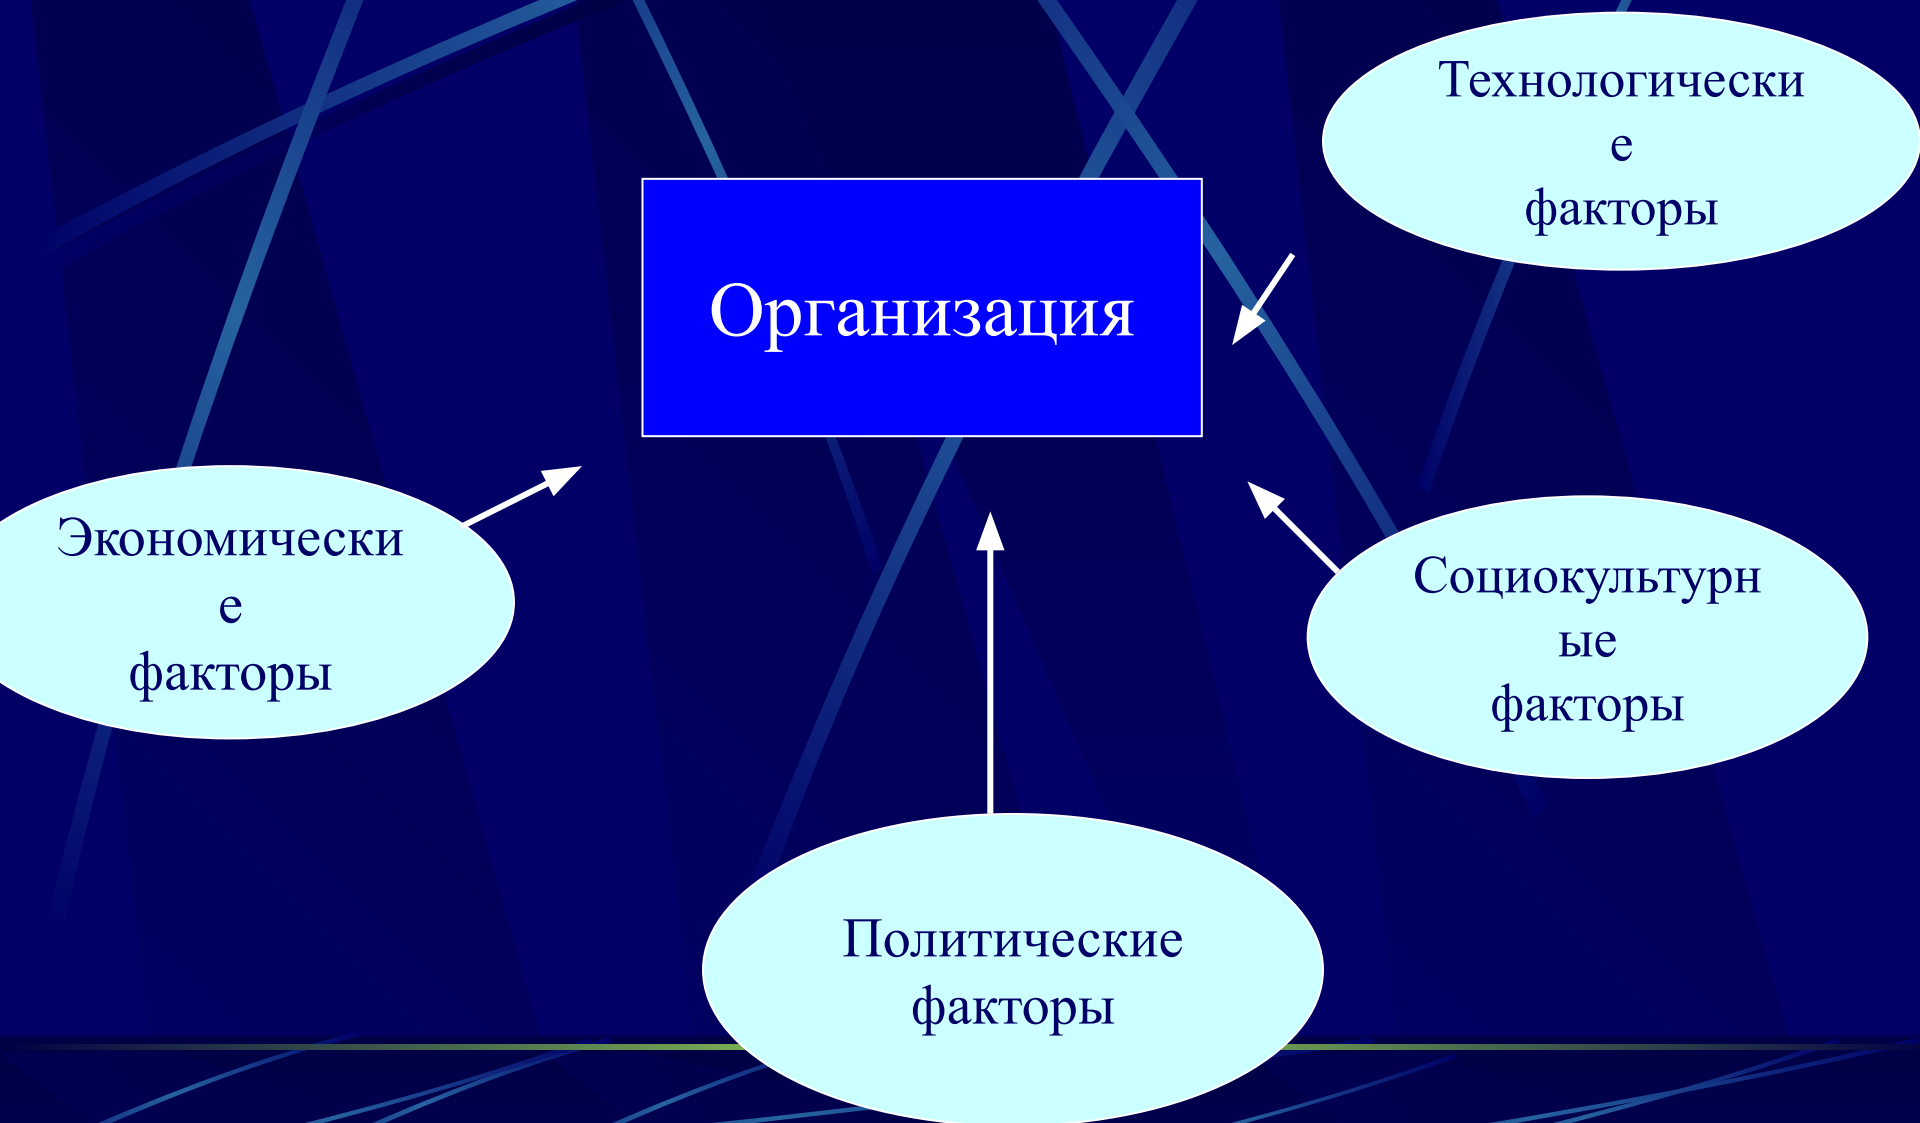 Технологически
е
факторы
Организация
Экономически
е
факторы
Социокультурн
ые
факторы
Политические
факторы